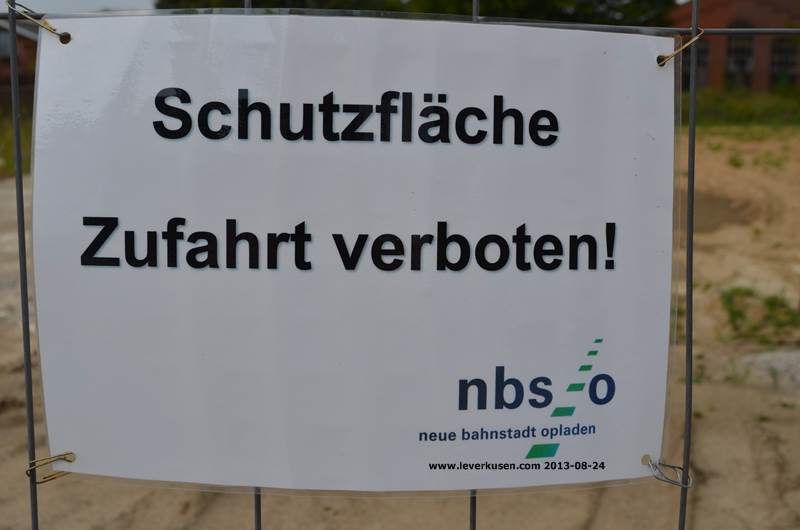 Schutzfläche
Zufahrt verboten!
nbs o
neue bahnstadt opladen
www.leverkusen.com 2013-08-24